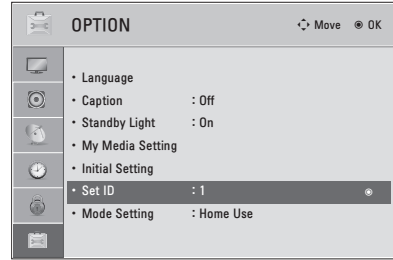 OPTION Move OK
• Language
• Caption : Off
• Standby Light : On
• My Media Setting
• Initial Setting
• Set ID : 1
• Mode Setting : Home Use